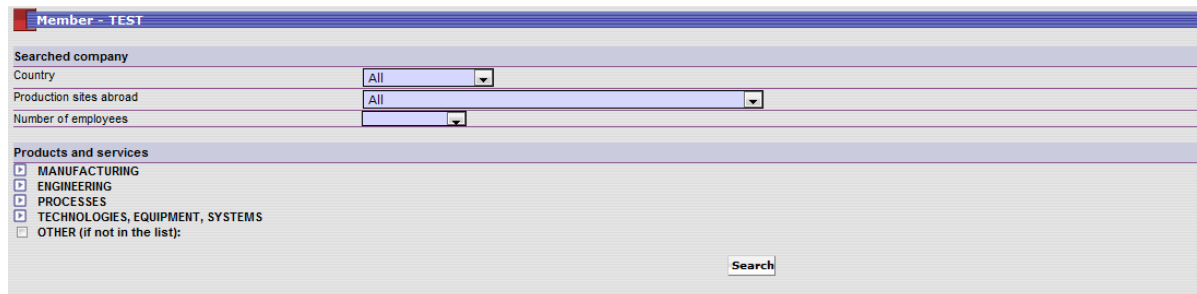 Member - TEST
Searched company
Country All
Production sites abroad All
Number of employees
Products and services
MANUFACTURING
ENGINEERING
PROCESSES
TECHNOLOGIES, EQUIPMENT, SYSTEMS
OTHER (if not in the list):
Search